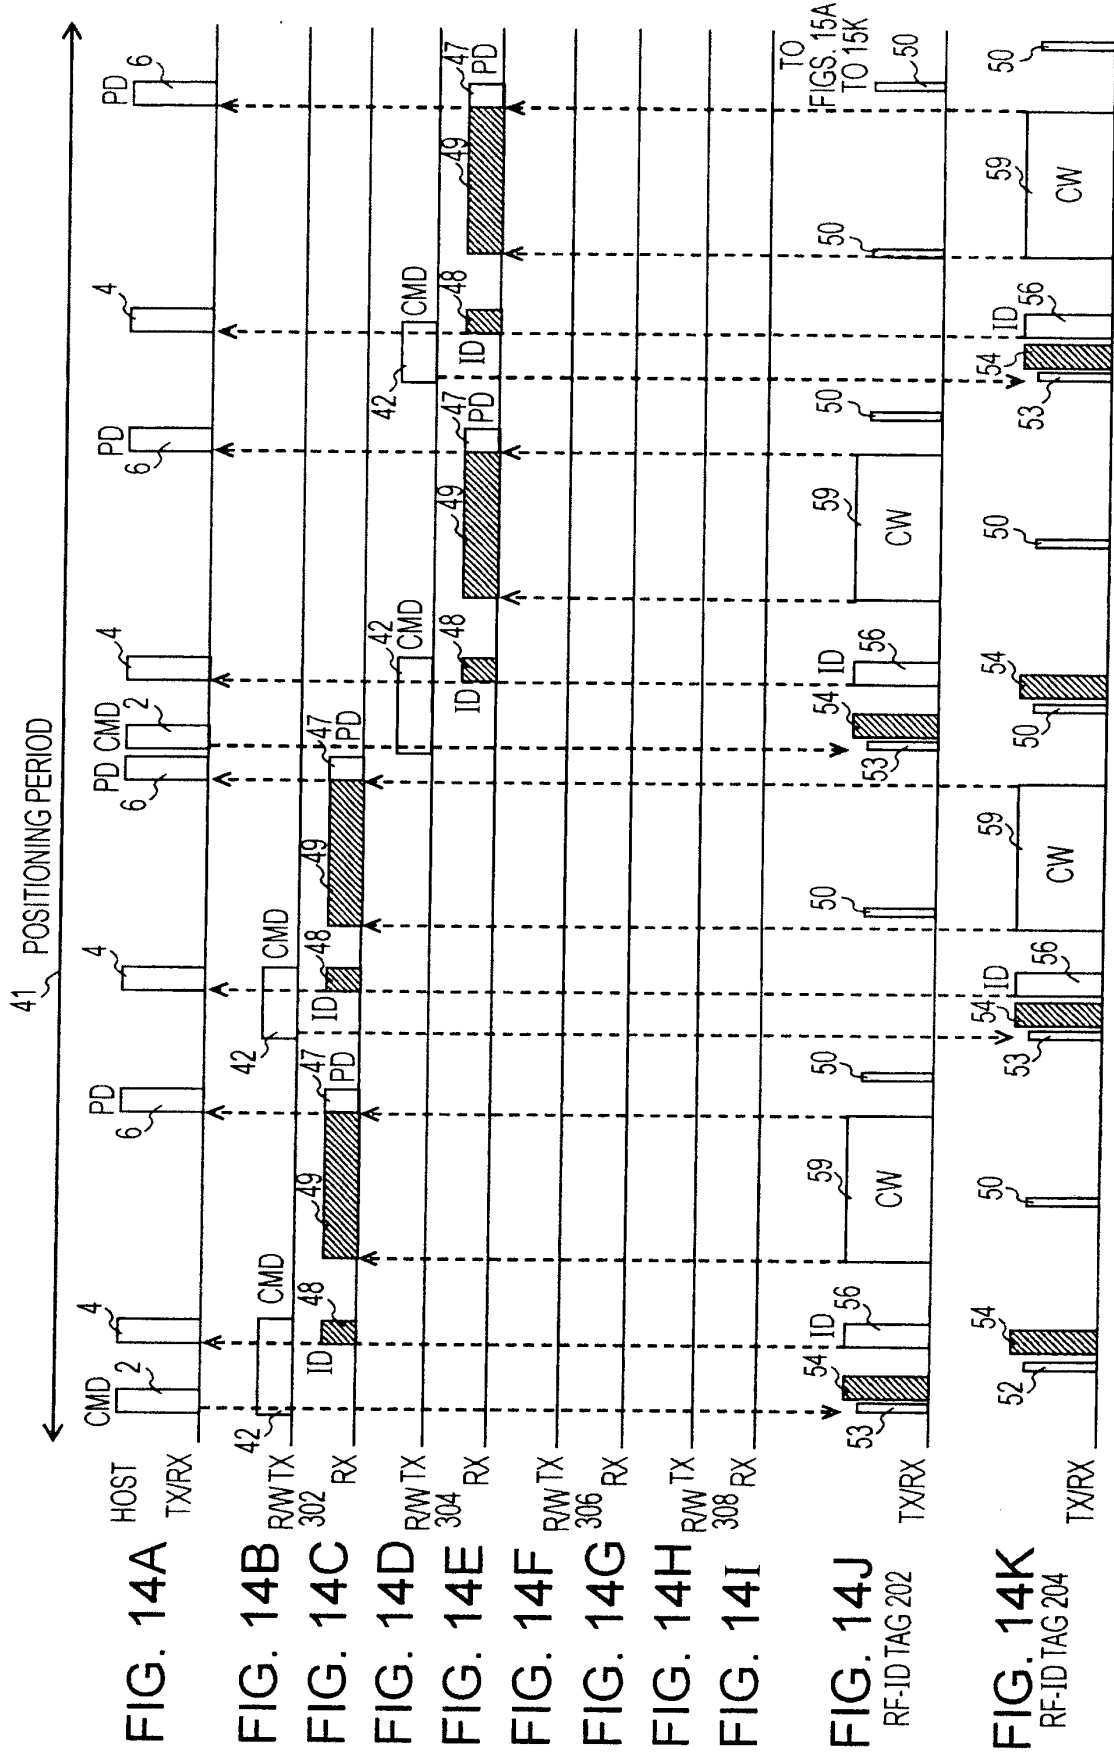 41 POSITIONING PERIOD
FIG. 14A
HOST
TX/RX
CMD 2 4 PD 6 4 PD 6 CMD 2 4 PD 6 4 PD 6
FIG. 14B
R/W TX
302
42 CMD 42 CMD
FIG. 14C
RX
ID 48 49 47 PD ID 48 49 47 PD
FIG. 14D
R/W TX
304
42 CMD 42 CMD
FIG. 14E
RX
ID 48 49 47 PD ID 48 49 47 PD
FIG. 14F
R/W TX
306
FIG. 14G
RX
FIG. 14H
R/W TX
308
FIG. 14I
RX
TO
FIGS. 15A
TO 15K
FIG. 14J
RF-ID TAG 202
TX/RX
53 54 ID 56 59 CW 50 50 53 54 ID 56 59 CW 50 50 50
FIG. 14K
RF-ID TAG 204
TX/RX
52 54 50 53 54 ID 56 59 CW 50 54 50 53 54 ID 56 59 CW 50